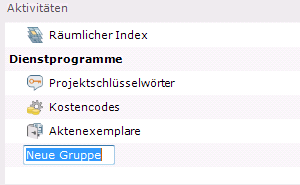 Aktivitäten
Räumlicher Index
Dienstprogramme
Projektschlüsselwörter
Kostencodes
Aktenexemplare
Neue Gruppe